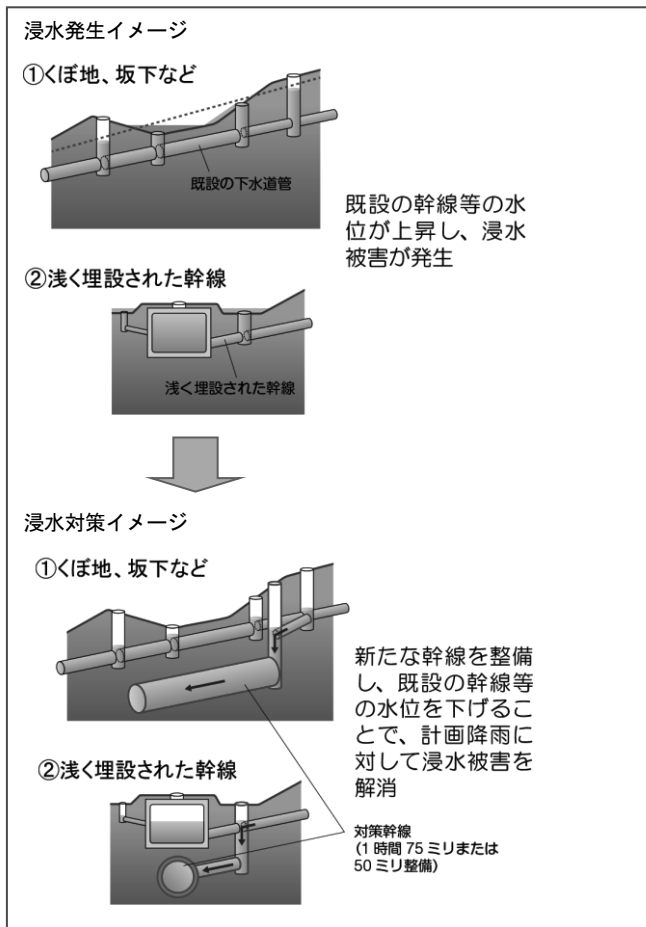 浸水発生イメージ
①くぼ地、坂下など
既設の下水道管
既設の幹線等の水
位が上昇し、浸水
被害が発生
②浅く埋設された幹線
浅く埋設された幹線
浸水対策イメージ
①くぼ地、坂下など
新たな幹線を整備
し、既設の幹線等
の水位を下げるこ
とで、計画降雨に
対して浸水被害を
解消
②浅く埋設された幹線
対策幹線
(1時間 75 ミリまたは
50 ミリ整備)